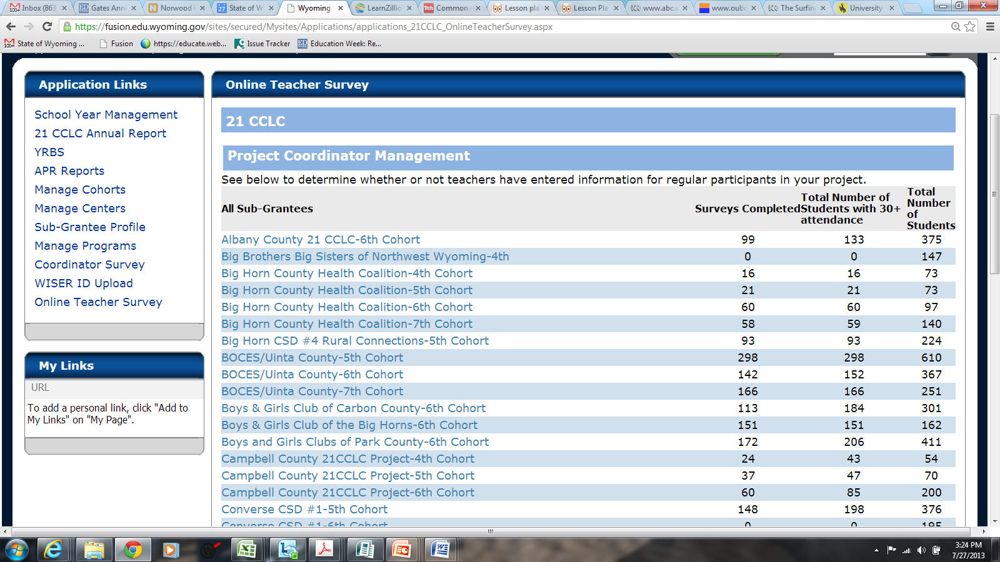 Inbox (863
Gates Ann
Norwood
State of W
Wyoming
LearnZillio
Common
Lesson pla
Lesson Pla
www.abc.
www.oub
The Surfin
University
https://fusion.edu.wyoming.gov/sites/secured/Mysites/Applications/applications_21CCLC_OnlineTeacherSurvey.aspx
State of Wyoming ...
Fusion
https://educate.web...
Issue Tracker
Education Week: Re...
Application Links
School Year Management
21 CCLC Annual Report
YRBS
APR Reports
Manage Cohorts
Manage Centers
Sub-Grantee Profile
Manage Programs
Coordinator Survey
WISER ID Upload
Online Teacher Survey
My Links
URL
To add a personal link, click "Add to
My Links" on "My Page".
Online Teacher Survey
21 CCLC
Project Coordinator Management
See below to determine whether or not teachers have entered information for regular participants in your project.
All Sub-Grantees
Surveys Completed
Total Number of
Students with 30+
attendance
Total
Number
of
Students
Albany County 21 CCLC-6th Cohort 99 133 375
Big Brothers Big Sisters of Northwest Wyoming-4th 0 0 147
Big Horn County Health Coalition-4th Cohort 16 16 73
Big Horn County Health Coalition-5th Cohort 21 21 73
Big Horn County Health Coalition-6th Cohort 60 60 97
Big Horn County Health Coalition-7th Cohort 58 59 140
Big Horn CSD #4 Rural Connections-5th Cohort 93 93 224
BOCES/Uinta County-5th Cohort 298 298 610
BOCES/Uinta County-6th Cohort 142 152 367
BOCES/Uinta County-7th Cohort 166 166 251
Boys & Girls Club of Carbon County-6th Cohort 113 184 301
Boys & Girls Club of the Big Horns-6th Cohort 151 151 162
Boys and Girls Clubs of Park County-6th Cohort 172 206 411
Campbell County 21CCLC Project-4th Cohort 24 43 54
Campbell County 21CCLC Project-5th Cohort 37 47 70
Campbell County 21CCLC Project-6th Cohort 60 85 200
Converse CSD #1-5th Cohort 148 198 376
Converse CSD #1-6th Cohort 0 0 195
3:24 PM
7/27/2013